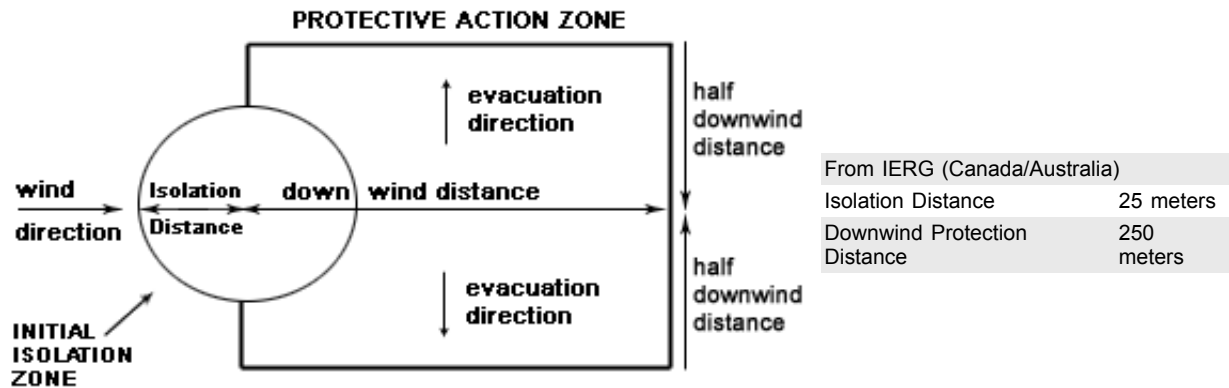 PROTECTIVE ACTION ZONE
evacuation
direction
half
downwind
distance
wind
direction
Isolation
Distance
down wind distance
evacuation
direction
half
downwind
distance
INITIAL
ISOLATION
ZONE
From IERG (Canada/Australia)
Isolation Distance 25 meters
Downwind Protection 250
Distance meters